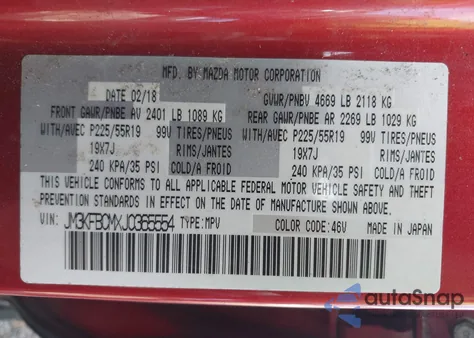 MFD. BY MAZDA MOTOR CORPORATION
DATE 02/18 GVWR/PNBV 4669 LB 2118 KG
FRONT GAWR/PNBE AV 2401 LB 1089 KG REAR GAWR/PNBE AR 2269 LB 1029 KG
WITH/AVEC P225/55R19 99V TIRES/PNEUS WITH/AVEC P225/55R19 99V TIRES/PNEUS
19X7J RIMS/JANTES 19X7J RIMS/JANTES
240 KPA/35 PSI COLD/A FROID 240 KPA/35 PSI COLD/A FROID
THIS VEHICLE CONFORMS TO ALL APPLICABLE FEDERAL MOTOR VEHICLE SAFETY AND THEFT
PREVENTION STANDARDS IN EFFECT ON THE DATE OF MANUFACTURE SHOWN ABOVE.
VIN: JM3KFBCMXJ0365554 TYPE:MPV COLOR CODE:46V MADE IN JAPAN
autoSnap